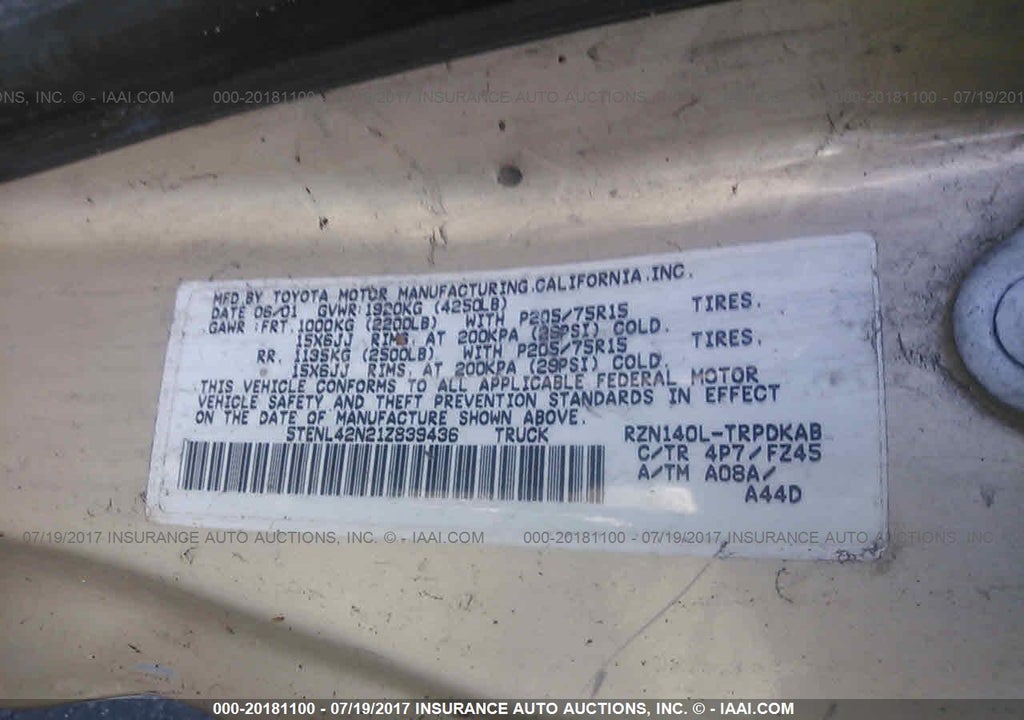 ONS, INC. © - IAAI.COM 000-20181100 - 07/19/2017 INSURANCE AUTO AUCTIONS, INC. © - IAAI.COM 000-20181100 - 07/19/20
MFD.BY TOYOTA MOTOR MANUFACTURING.CALIFORNIA.INC.
DATE 06/01 GVWR:1920KG (4250LB)
GAWR:FRT.1000KG (2200LB) WITH P205/75R15 TIRES.
15X6JJ RIMS. AT 200KPA (29PSI) COLD.
RR. 1135KG (2500LB) WITH P205/75R15 TIRES.
15X6JJ RIMS. AT 200KPA (29PSI) COLD.
THIS VEHICLE CONFORMS TO ALL APPLICABLE FEDERAL MOTOR
VEHICLE SAFETY AND THEFT PREVENTION STANDARDS IN EFFECT
ON THE DATE OF MANUFACTURE SHOWN ABOVE.
5TENL42N21Z839436 TRUCK RZN140L-TRPDKAB
C/TR 4P7/FZ45
A/TM A08A/
A44D
- 07/19/2017 INSURANCE AUTO AUCTIONS, INC. © - IAAI.COM 000-20181100 - 07/19/2017 INSURANCE AUTO AUCTIONS, INC. © - IAAI.COM
000-20181100 - 07/19/2017 INSURANCE AUTO AUCTIONS, INC. © - IAAI.COM